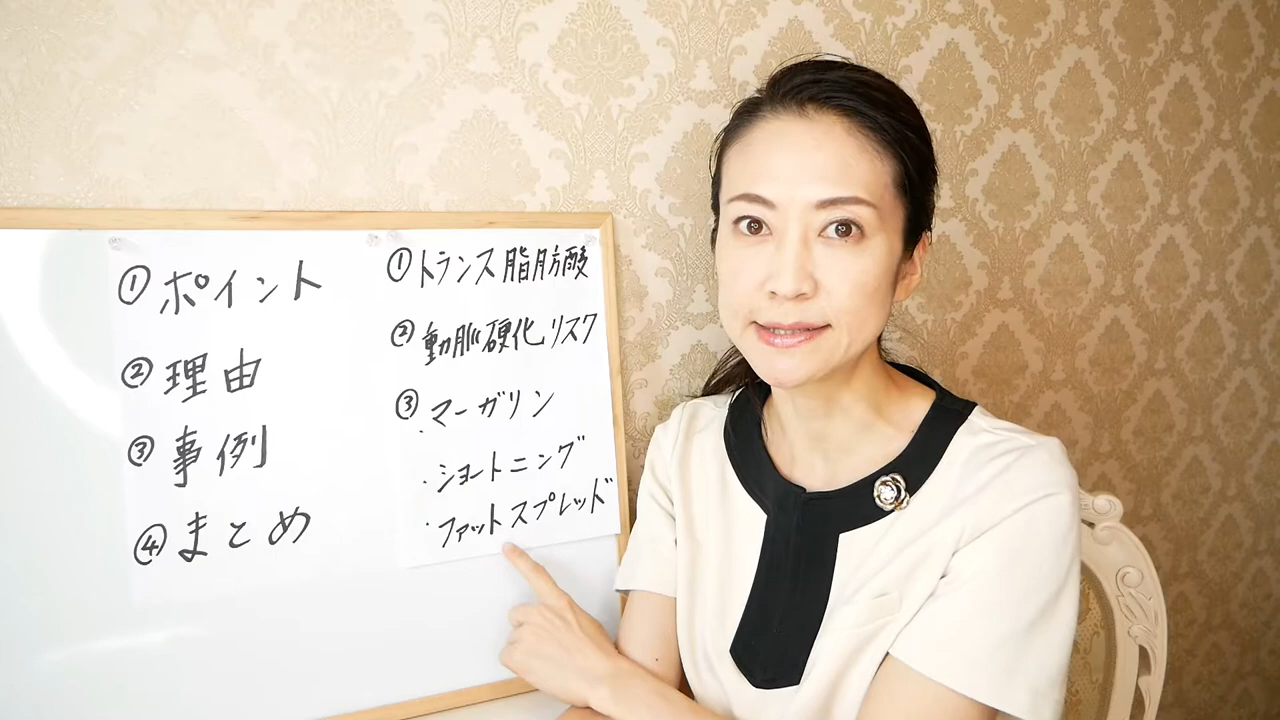 ①ポイント
②理由
③事例
④まとめ
①トランス脂肪酸
②動脈硬化リスク
③マーガリン
・ショートニング
・ファットスプレッド